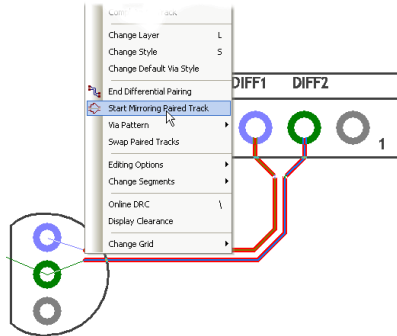 Change Layer L
Change Style S
Change Default Via Style
End Differential Pairing
Start Mirroring Paired Track
Via Pattern
Swap Paired Tracks
Editing Options
Change Segments
Online DRC \
Display Clearance
Change Grid
DIFF1 DIFF2
1